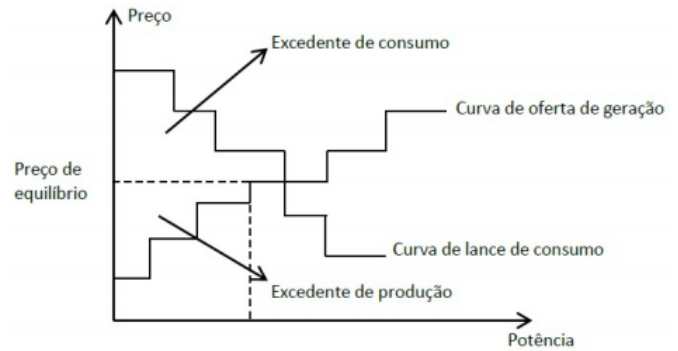 Preço
Excedente de consumo
Curva de oferta de geração
Preço de
equilíbrio
Curva de lance de consumo
Excedente de produção
Potência